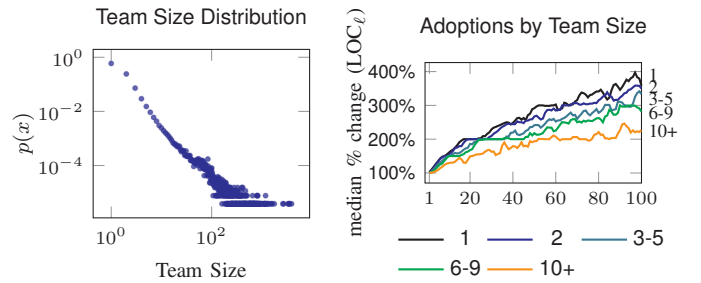 Team Size Distribution
10^0
10^-2
10^-4
p(x)
10^0 10^2
Team Size
Adoptions by Team Size
median % change (LOC_ℓ)
400%
300%
200%
100%
1
2
3-5
6-9
10+
1 20 40 60 80 100
1 2 3-5
6-9 10+